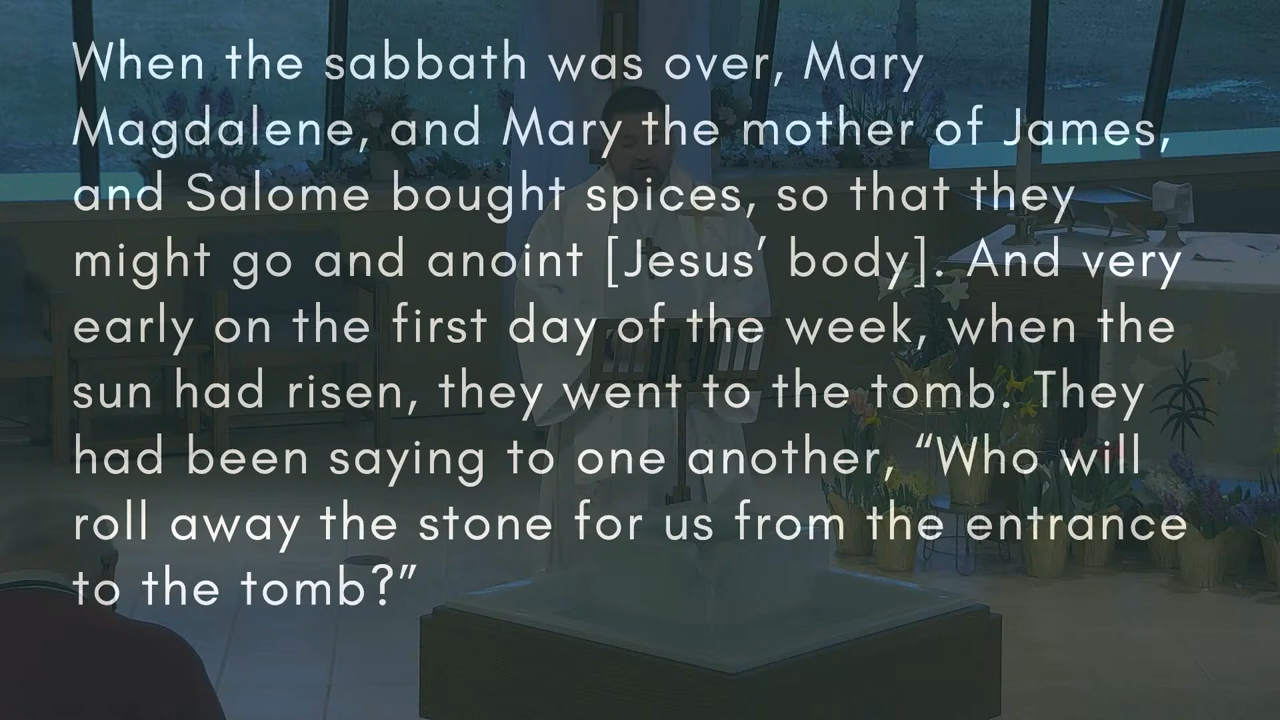 When the sabbath was over, Mary
Magdalene, and Mary the mother of James,
and Salome bought spices, so that they
might go and anoint [Jesus’ body]. And very
early on the first day of the week, when the
sun had risen, they went to the tomb. They
had been saying to one another, “Who will
roll away the stone for us from the entrance
to the tomb?”